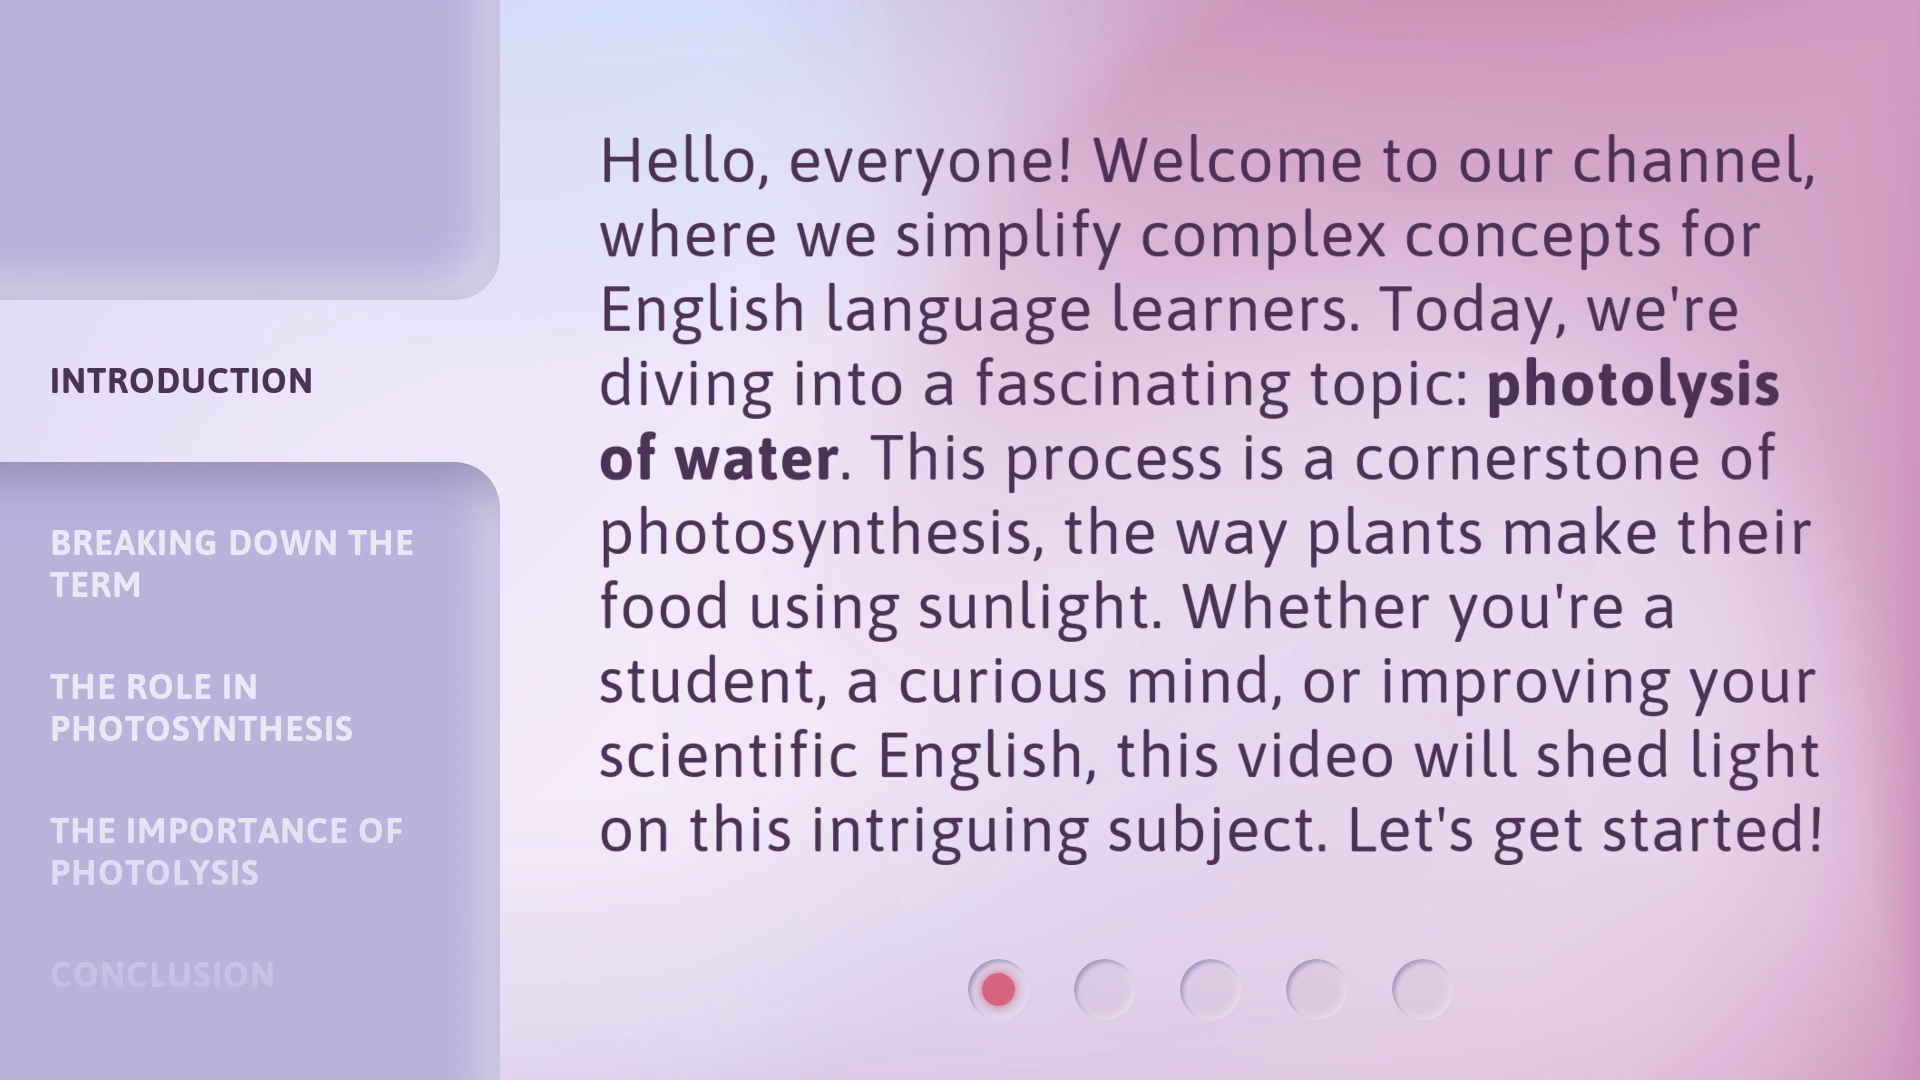 INTRODUCTION
BREAKING DOWN THE
TERM
THE ROLE IN
PHOTOSYNTHESIS
THE IMPORTANCE OF
PHOTOLYSIS
CONCLUSION
Hello, everyone! Welcome to our channel,
where we simplify complex concepts for
English language learners. Today, we're
diving into a fascinating topic: photolysis
of water. This process is a cornerstone of
photosynthesis, the way plants make their
food using sunlight. Whether you're a
student, a curious mind, or improving your
scientific English, this video will shed light
on this intriguing subject. Let's get started!